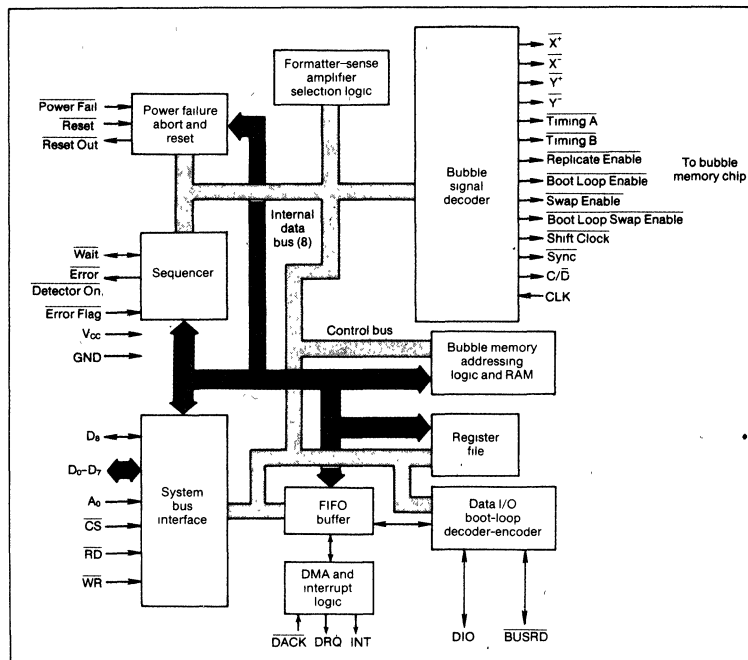 Formatter-sense
amplifier
selection logic
Power Fail
Reset
Reset Out
Power failure
abort and
reset
Bubble
signal
decoder
X+
X-
Y+
Y-
Timing A
Timing B
Replicate Enable
Boot Loop Enable
Swap Enable
Boot Loop Swap Enable
Shift Clock
Sync
C/D
CLK
To bubble
memory chip
Internal
data
bus (8)
Wait
Error
Detector On.
Error Flag
VCC
GND
Sequencer
Control bus
Bubble memory
addressing
logic and RAM
Register
file
D8
D0-D7
A0
CS
RD
WR
System
bus
interface
FIFO
buffer
Data I/O
boot-loop
decoder-encoder
DMA and
interrupt
logic
DACK
DRQ
INT
DIO
BUSRD